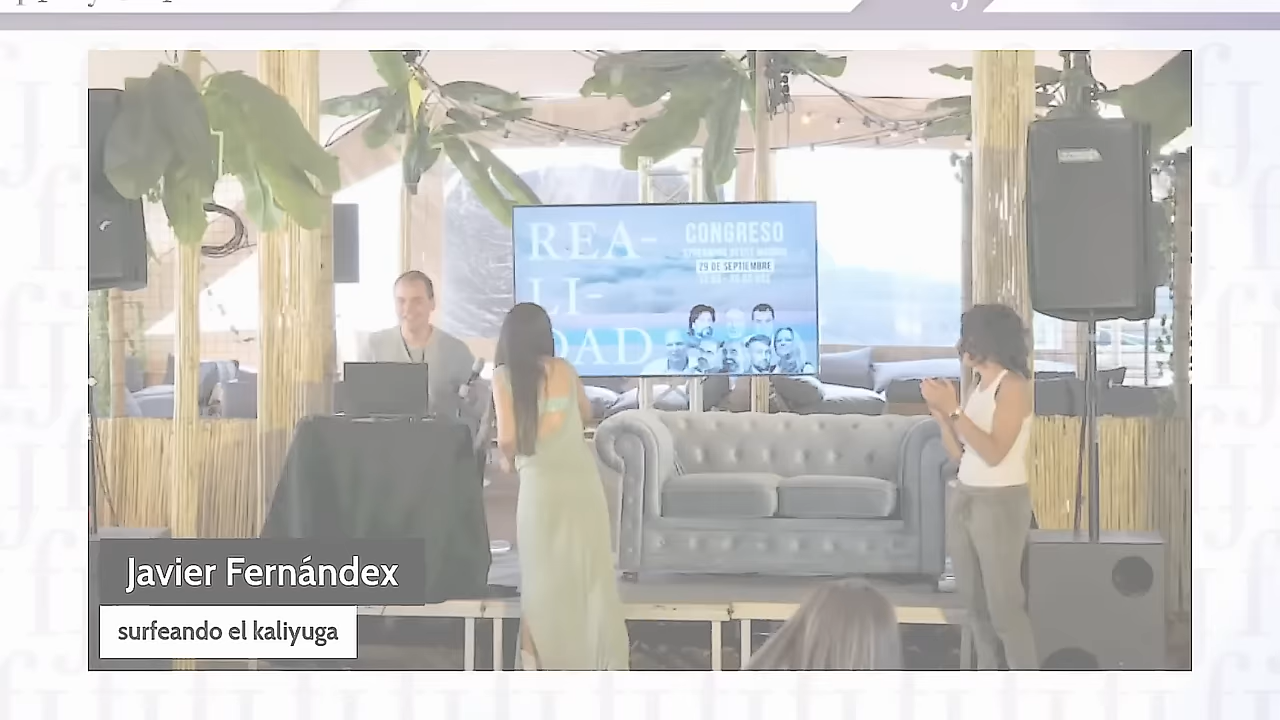 REA-
LI-
DAD
CONGRESO
29 DE SEPTIEMBRE
Javier Fernándex
surfeando el kaliyuga